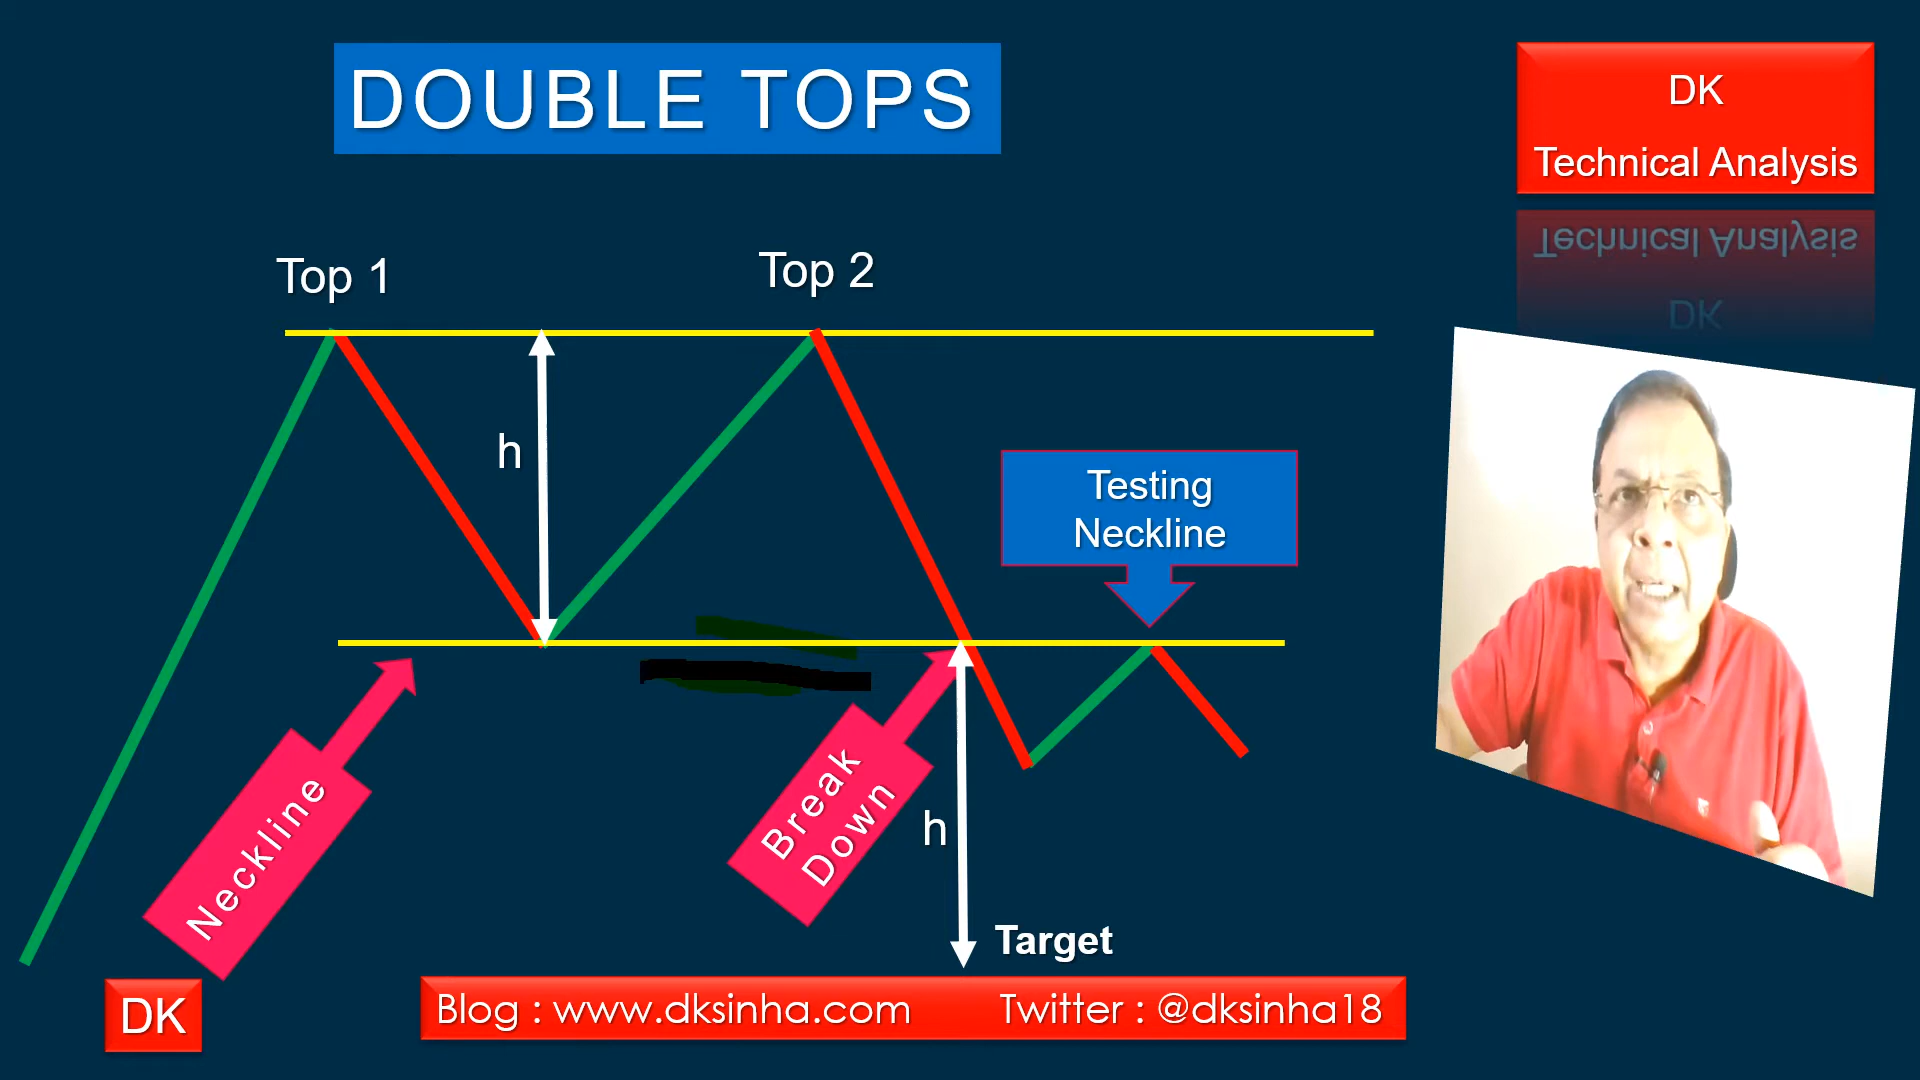 DOUBLE TOPS
DK
Technical Analysis
Technical Analysis
DK
Top 1
Top 2
h
Testing
Neckline
Neckline
Break
Down
h
Target
DK
Blog : www.dksinha.com Twitter : @dksinha18